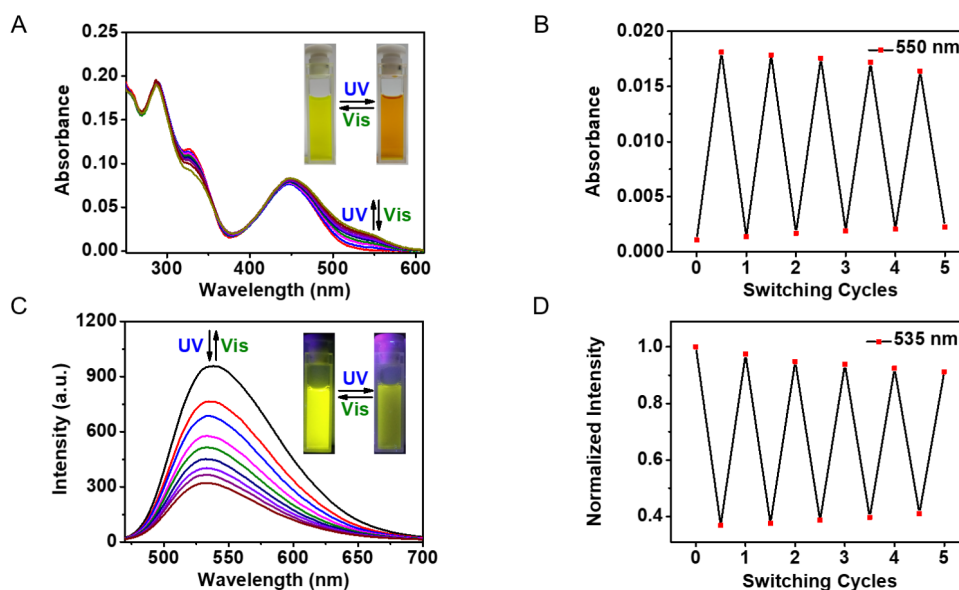 A
0.25
0.20
0.15
0.10
0.05
0.00
Absorbance
UV
Vis
UV Vis
300 400 500 600
Wavelength (nm)
B
550 nm
0.020
0.015
0.010
0.005
0.000
Absorbance
0 1 2 3 4 5
Switching Cycles
C
1200
900
600
300
0
Intensity (a.u.)
UV Vis
UV
Vis
500 550 600 650 700
Wavelength (nm)
D
535 nm
1.0
0.8
0.6
0.4
Normalized Intensity
0 1 2 3 4 5
Switching Cycles